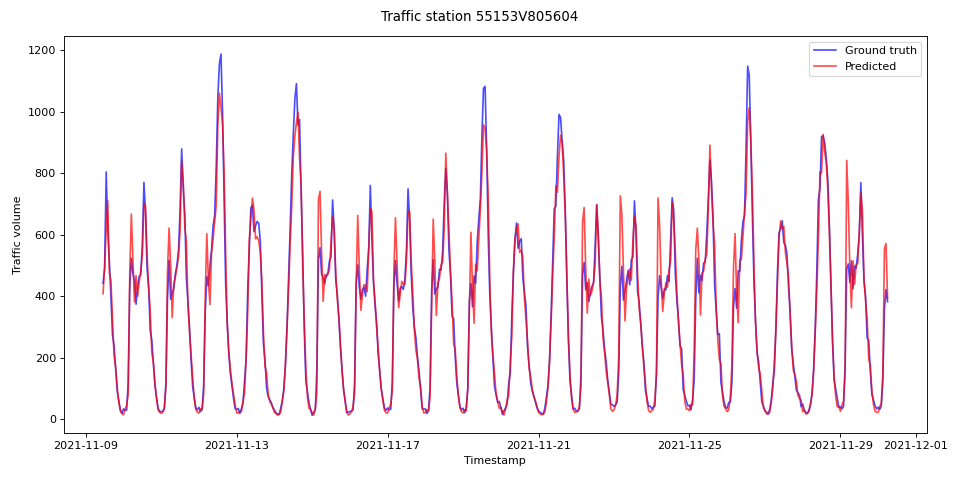 Traffic station 55153V805604
1200
1000
800
600
400
200
0
Traffic volume
Ground truth
Predicted
2021-11-09
2021-11-13
2021-11-17
2021-11-21
2021-11-25
2021-11-29
2021-12-01
Timestamp